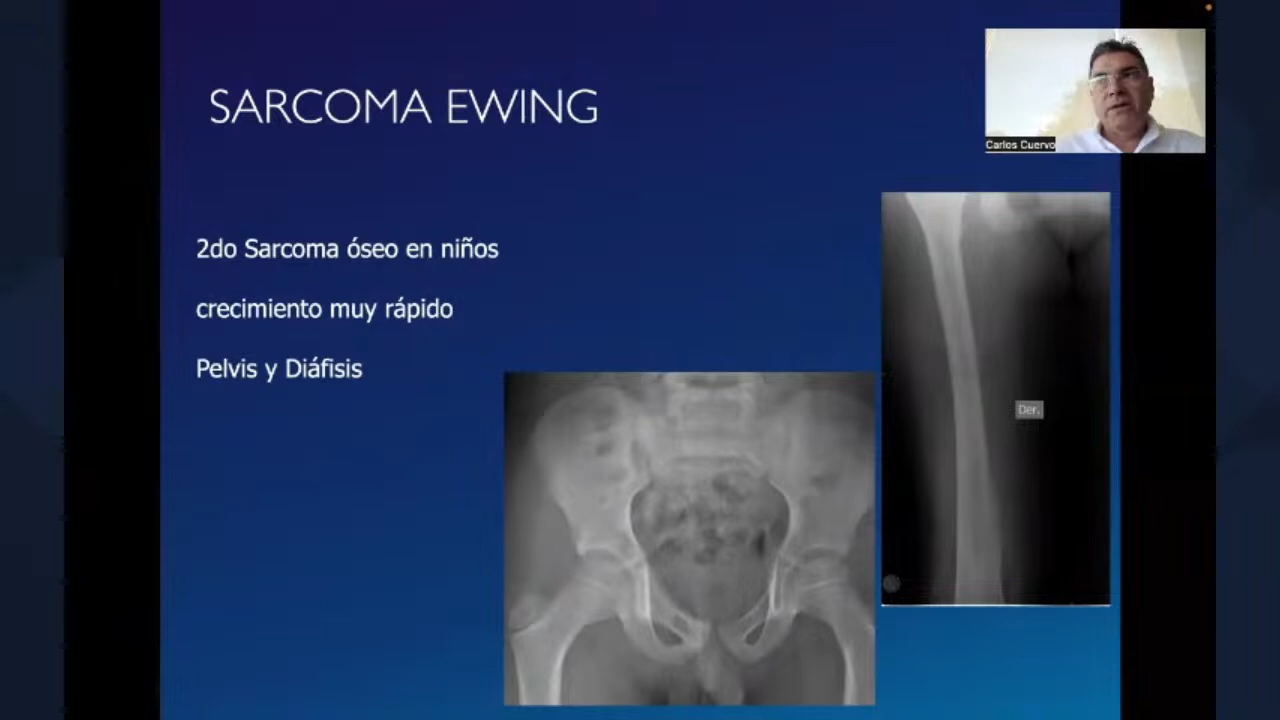 SARCOMA EWING
Carlos Cuervo
2do Sarcoma óseo en niños
crecimiento muy rápido
Pelvis y Diáfisis
Der.